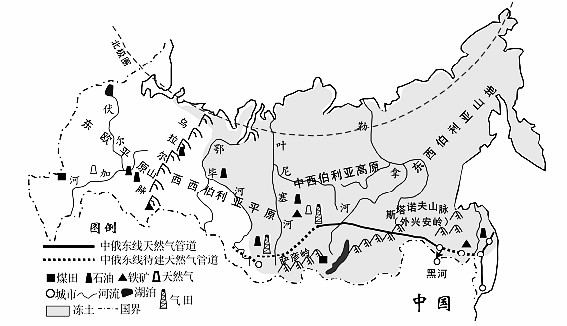 北极圈
东欧平原
伏尔加河
乌拉尔山脉
鄂毕河
西西伯利亚平原
叶尼塞河
中西伯利亚高原
勒拿河
东西伯利亚山地
斯塔诺夫山脉
(外兴安岭)
萨彦岭
黑河
中国
图例
中俄东线天然气管道
中俄东线待建天然气管道
煤田 石油 铁矿 天然气
城市 河流 湖泊 气田
冻土 国界